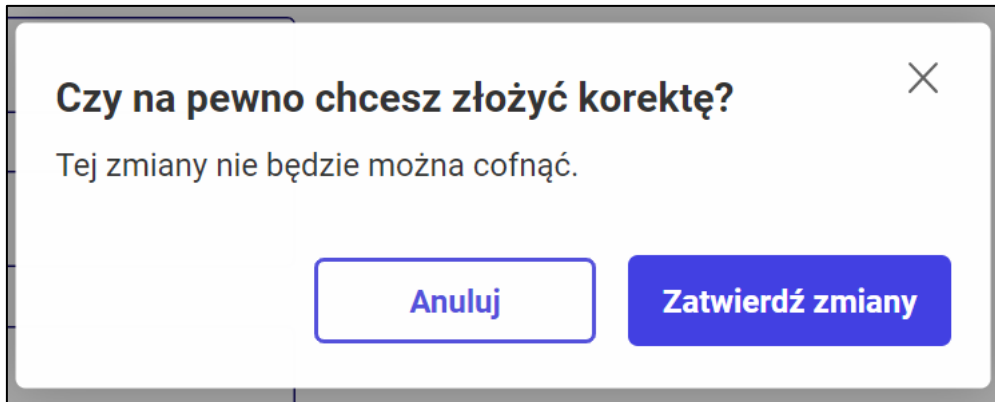 Czy na pewno chcesz złożyć korektę?
Tej zmiany nie będzie można cofnąć.
Anuluj
Zatwierdź zmiany